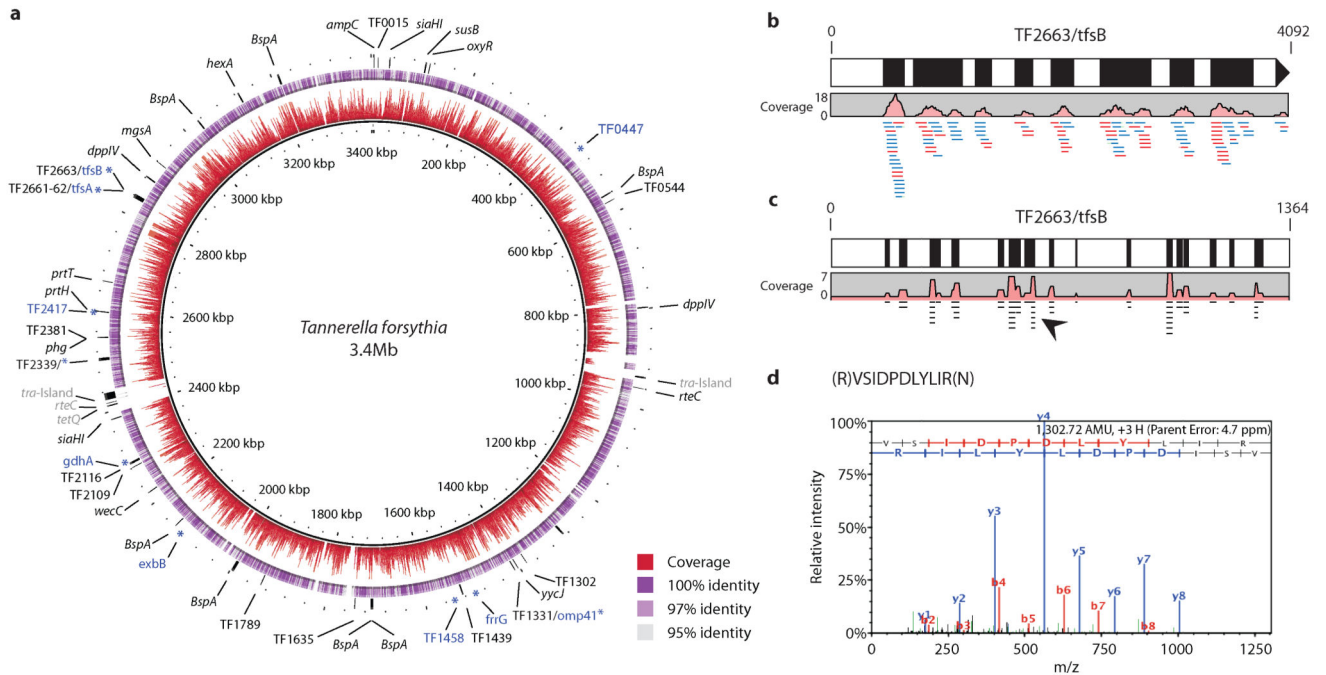 a
ampC
TF0015
siaHI
susB
oxyR
BspA
hexA
BspA
mgsA
dppIV
TF2663/tfsB*
TF2661-62/tfsA*
prtT
prtH
TF2417 *
TF2381
phg
TF2339/*
tra-Island
rteC
tetQ
siaHI
gdhA *
TF2116
TF2109
wecC
BspA
exbB *
BspA
TF1789
TF1635
BspA
BspA
TF1458 *
TF1439
frrG *
TF1331/omp41*
yycJ
TF1302
rteC
tra-Island
dppIV
TF0544
BspA
TF0447
*
3400 kbp
200 kbp
400 kbp
600 kbp
800 kbp
1000 kbp
1200 kbp
1400 kbp
1600 kbp
1800 kbp
2000 kbp
2200 kbp
2400 kbp
2600 kbp
2800 kbp
3000 kbp
3200 kbp
Tannerella forsythia
3.4Mb
Coverage
100% identity
97% identity
95% identity
b
0
TF2663/tfsB
4092
Coverage
18
0
c
0
TF2663/tfsB
1364
Coverage
7
0
d
(R)VSIDPDLYLIR(N)
y4
1,302.72 AMU, +3 H (Parent Error: 4.7 ppm)
V S I D P D L Y L I R
R I L Y L D P D I S V
100%
75%
50%
25%
0%
Relative intensity
y1
b2
y2
b3
y3
b4
b5
b6
y5
b7
y6
y7
b8
y8
0
250
500
750
1000
1250
m/z